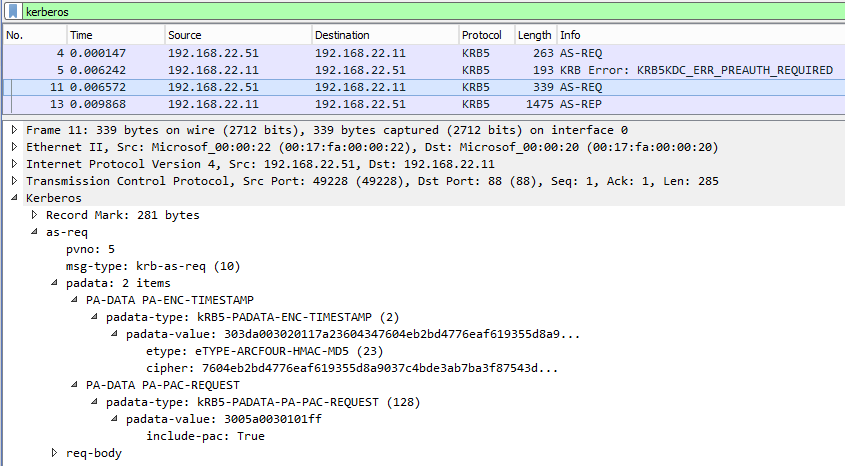 kerberos
No. Time Source Destination Protocol Length Info
4 0.000147 192.168.22.51 192.168.22.11 KRB5 263 AS-REQ
5 0.006242 192.168.22.11 192.168.22.51 KRB5 193 KRB Error: KRB5KDC_ERR_PREAUTH_REQUIRED
11 0.006572 192.168.22.51 192.168.22.11 KRB5 339 AS-REQ
13 0.009868 192.168.22.11 192.168.22.51 KRB5 1475 AS-REP
Frame 11: 339 bytes on wire (2712 bits), 339 bytes captured (2712 bits) on interface 0
Ethernet II, Src: Microsof_00:00:22 (00:17:fa:00:00:22), Dst: Microsof_00:00:20 (00:17:fa:00:00:20)
Internet Protocol Version 4, Src: 192.168.22.51, Dst: 192.168.22.11
Transmission Control Protocol, Src Port: 49228 (49228), Dst Port: 88 (88), Seq: 1, Ack: 1, Len: 285
Kerberos
Record Mark: 281 bytes
as-req
pvno: 5
msg-type: krb-as-req (10)
padata: 2 items
PA-DATA PA-ENC-TIMESTAMP
padata-type: kRB5-PADATA-ENC-TIMESTAMP (2)
padata-value: 303da003020117a23604347604eb2bd4776eaf619355d8a9...
etype: eTYPE-ARCFOUR-HMAC-MD5 (23)
cipher: 7604eb2bd4776eaf619355d8a9037c4bde3ab7ba3f87543d...
PA-DATA PA-PAC-REQUEST
padata-type: kRB5-PADATA-PA-PAC-REQUEST (128)
padata-value: 3005a0030101ff
include-pac: True
req-body